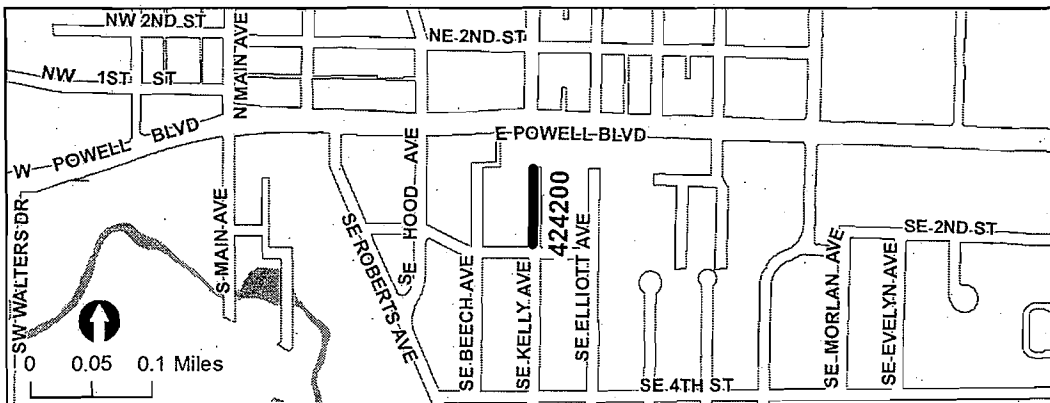 NW 2ND ST
N MAIN AVE
NE 2ND ST
NW 1ST ST
W POWELL BLVD
E POWELL BLVD
SW WALTERS DR
S MAIN AVE
SE ROBERTS AVE
SE HOOD AVE
SE BEECH AVE
SE KELLY AVE
424200
SE ELLIOTT AVE
SE MORLAN AVE
SE EVELYN AVE
SE 2ND ST
SE 4TH ST
0 0.05 0.1 Miles